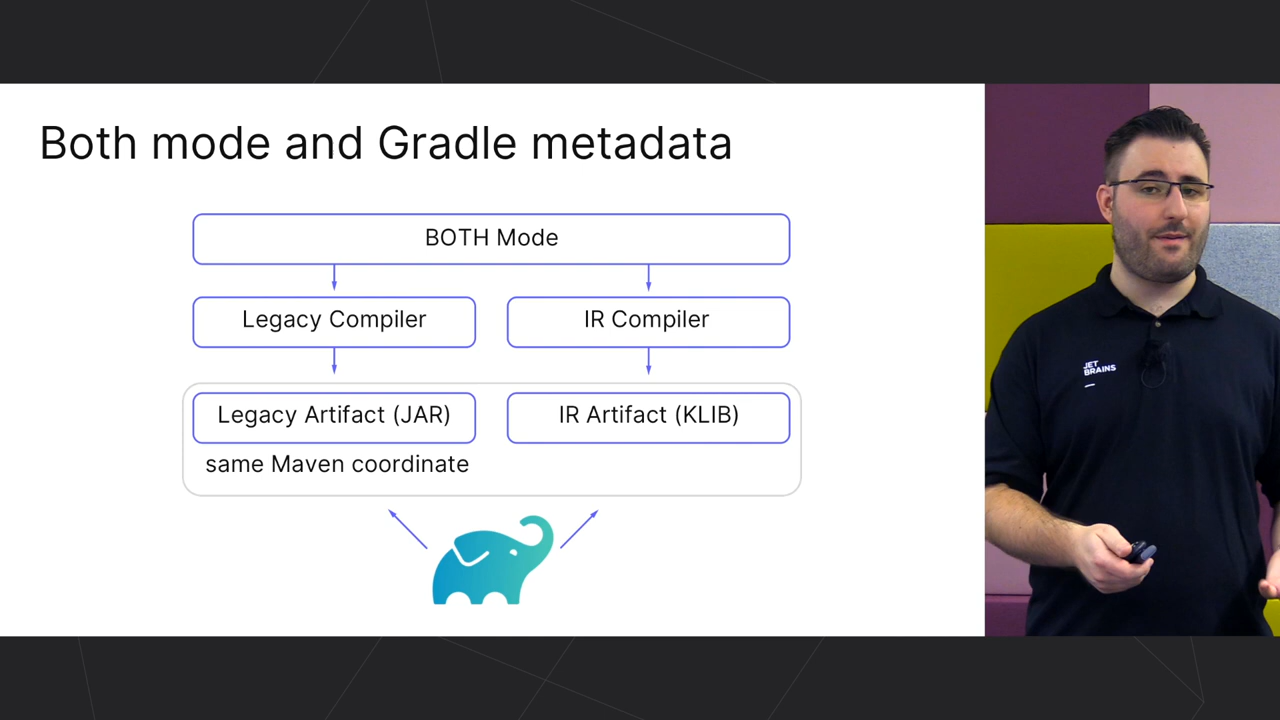 Both mode and Gradle metadata
BOTH Mode
Legacy Compiler
IR Compiler
Legacy Artifact (JAR)
IR Artifact (KLIB)
same Maven coordinate
JET
BRAINS